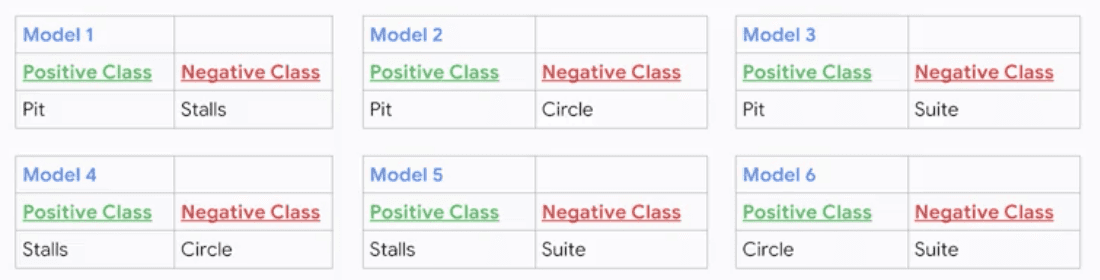 Model 1
Positive Class Negative Class
Pit Stalls
Model 2
Positive Class Negative Class
Pit Circle
Model 3
Positive Class Negative Class
Pit Suite
Model 4
Positive Class Negative Class
Stalls Circle
Model 5
Positive Class Negative Class
Stalls Suite
Model 6
Positive Class Negative Class
Circle Suite